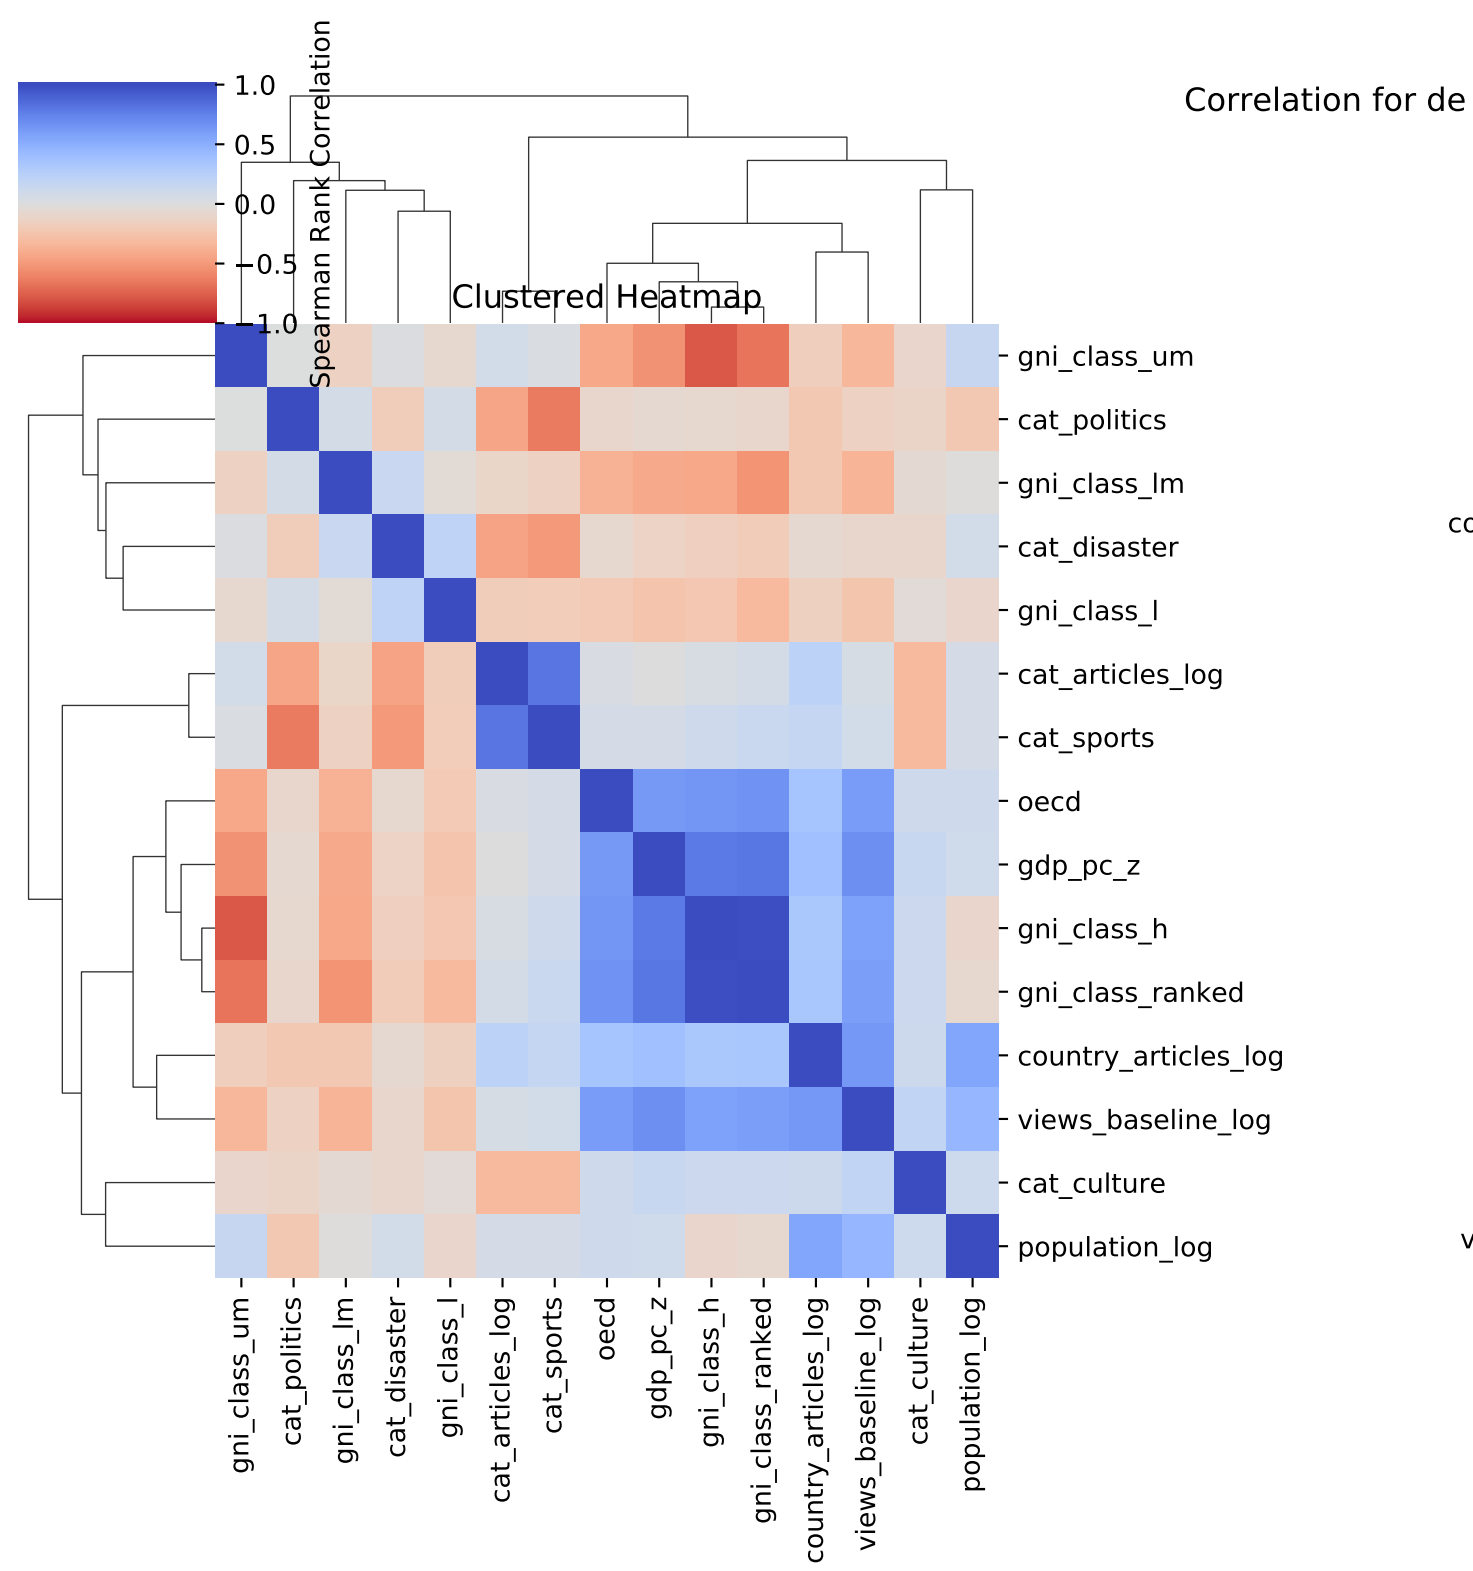 1.0
0.5
0.0
−0.5
−1.0
Spearman Rank Correlation
Correlation for de
Clustered Heatmap
gni_class_um
cat_politics
gni_class_lm
cat_disaster
gni_class_l
cat_articles_log
cat_sports
oecd
gdp_pc_z
gni_class_h
gni_class_ranked
country_articles_log
views_baseline_log
cat_culture
population_log
co
v
gni_class_um
cat_politics
gni_class_lm
cat_disaster
gni_class_l
cat_articles_log
cat_sports
oecd
gdp_pc_z
gni_class_h
gni_class_ranked
country_articles_log
views_baseline_log
cat_culture
population_log